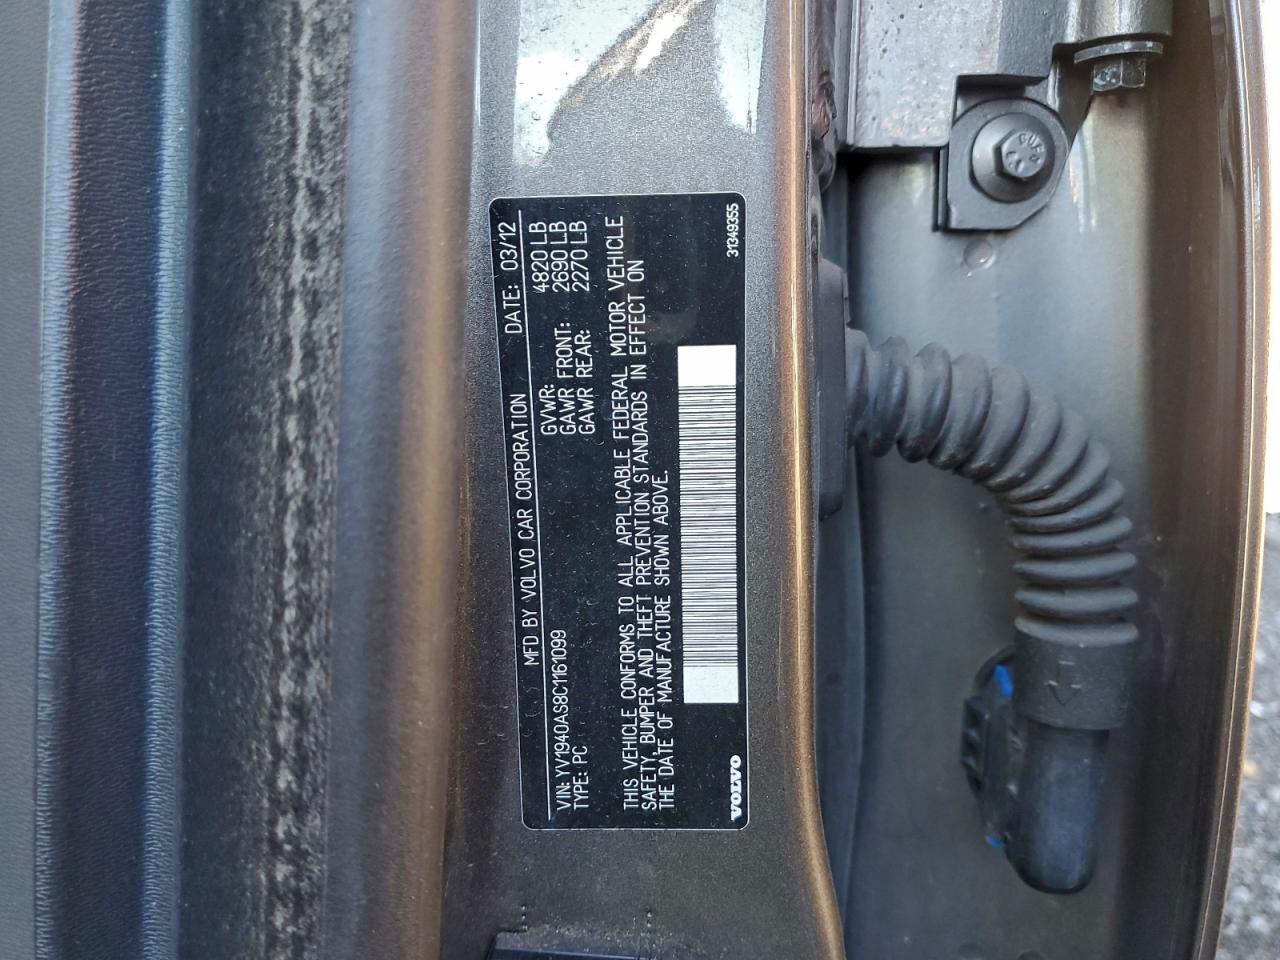 MFD BY VOLVO CAR CORPORATION DATE: 03/12
VIN: YV1940AS8C1161099 GVWR: 4820 LB
TYPE: PC GAWR FRONT: 2690 LB
GAWR REAR: 2270 LB
THIS VEHICLE CONFORMS TO ALL APPLICABLE FEDERAL MOTOR VEHICLE
SAFETY, BUMPER AND THEFT PREVENTION STANDARDS IN EFFECT ON
THE DATE OF MANUFACTURE SHOWN ABOVE.
VOLVO 31349355